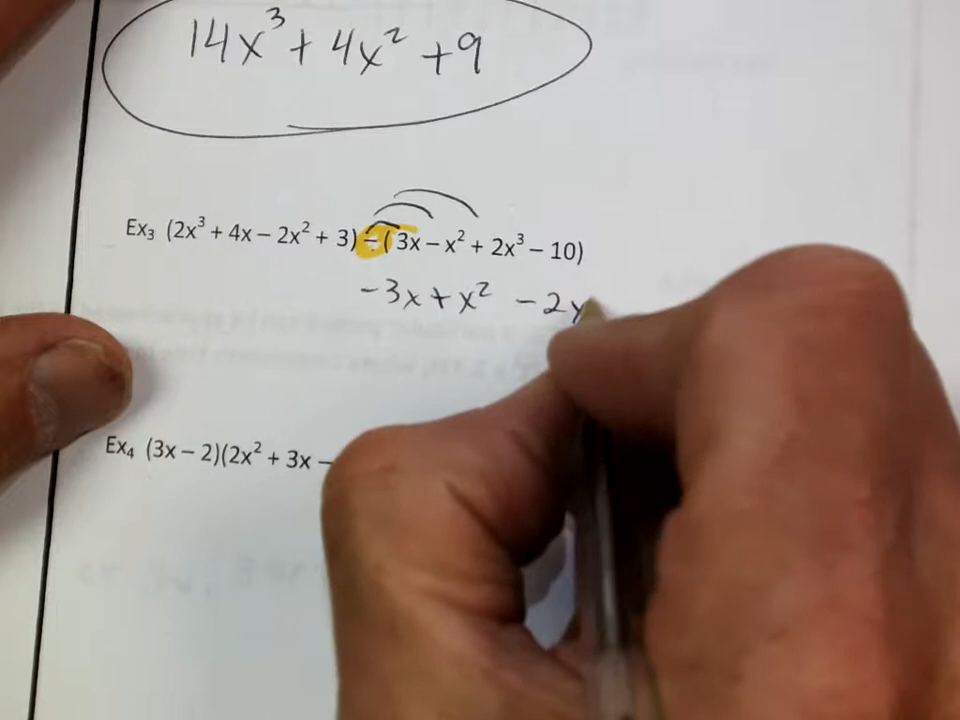 14x³ + 4x² + 9
Ex₃ (2x³ + 4x – 2x² + 3) – (3x – x² + 2x³ – 10)
-3x + x² - 2x
Ex₄ (3x – 2)(2x² + 3x –